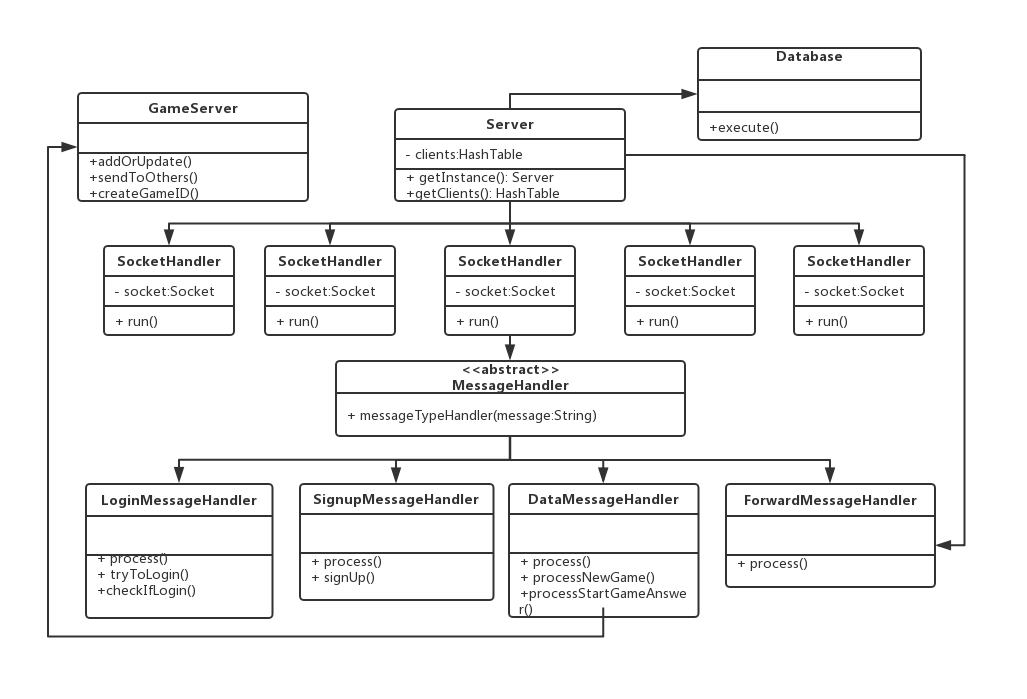 Database
+execute()
GameServer
+addOrUpdate()
+sendToOthers()
+createGameID()
Server
- clients:HashTable
+ getInstance(): Server
+getClients(): HashTable
SocketHandler
- socket:Socket
+ run()
SocketHandler
- socket:Socket
+ run()
SocketHandler
- socket:Socket
+ run()
SocketHandler
- socket:Socket
+ run()
SocketHandler
- socket:Socket
+ run()
<<abstract>>
MessageHandler
+ messageTypeHandler(message:String)
LoginMessageHandler
+ process()
+ tryToLogin()
+checkIfLogin()
SignupMessageHandler
+ process()
+ signUp()
DataMessageHandler
+ process()
+ processNewGame()
+processStartGameAnswe
r()
ForwardMessageHandler
+ process()